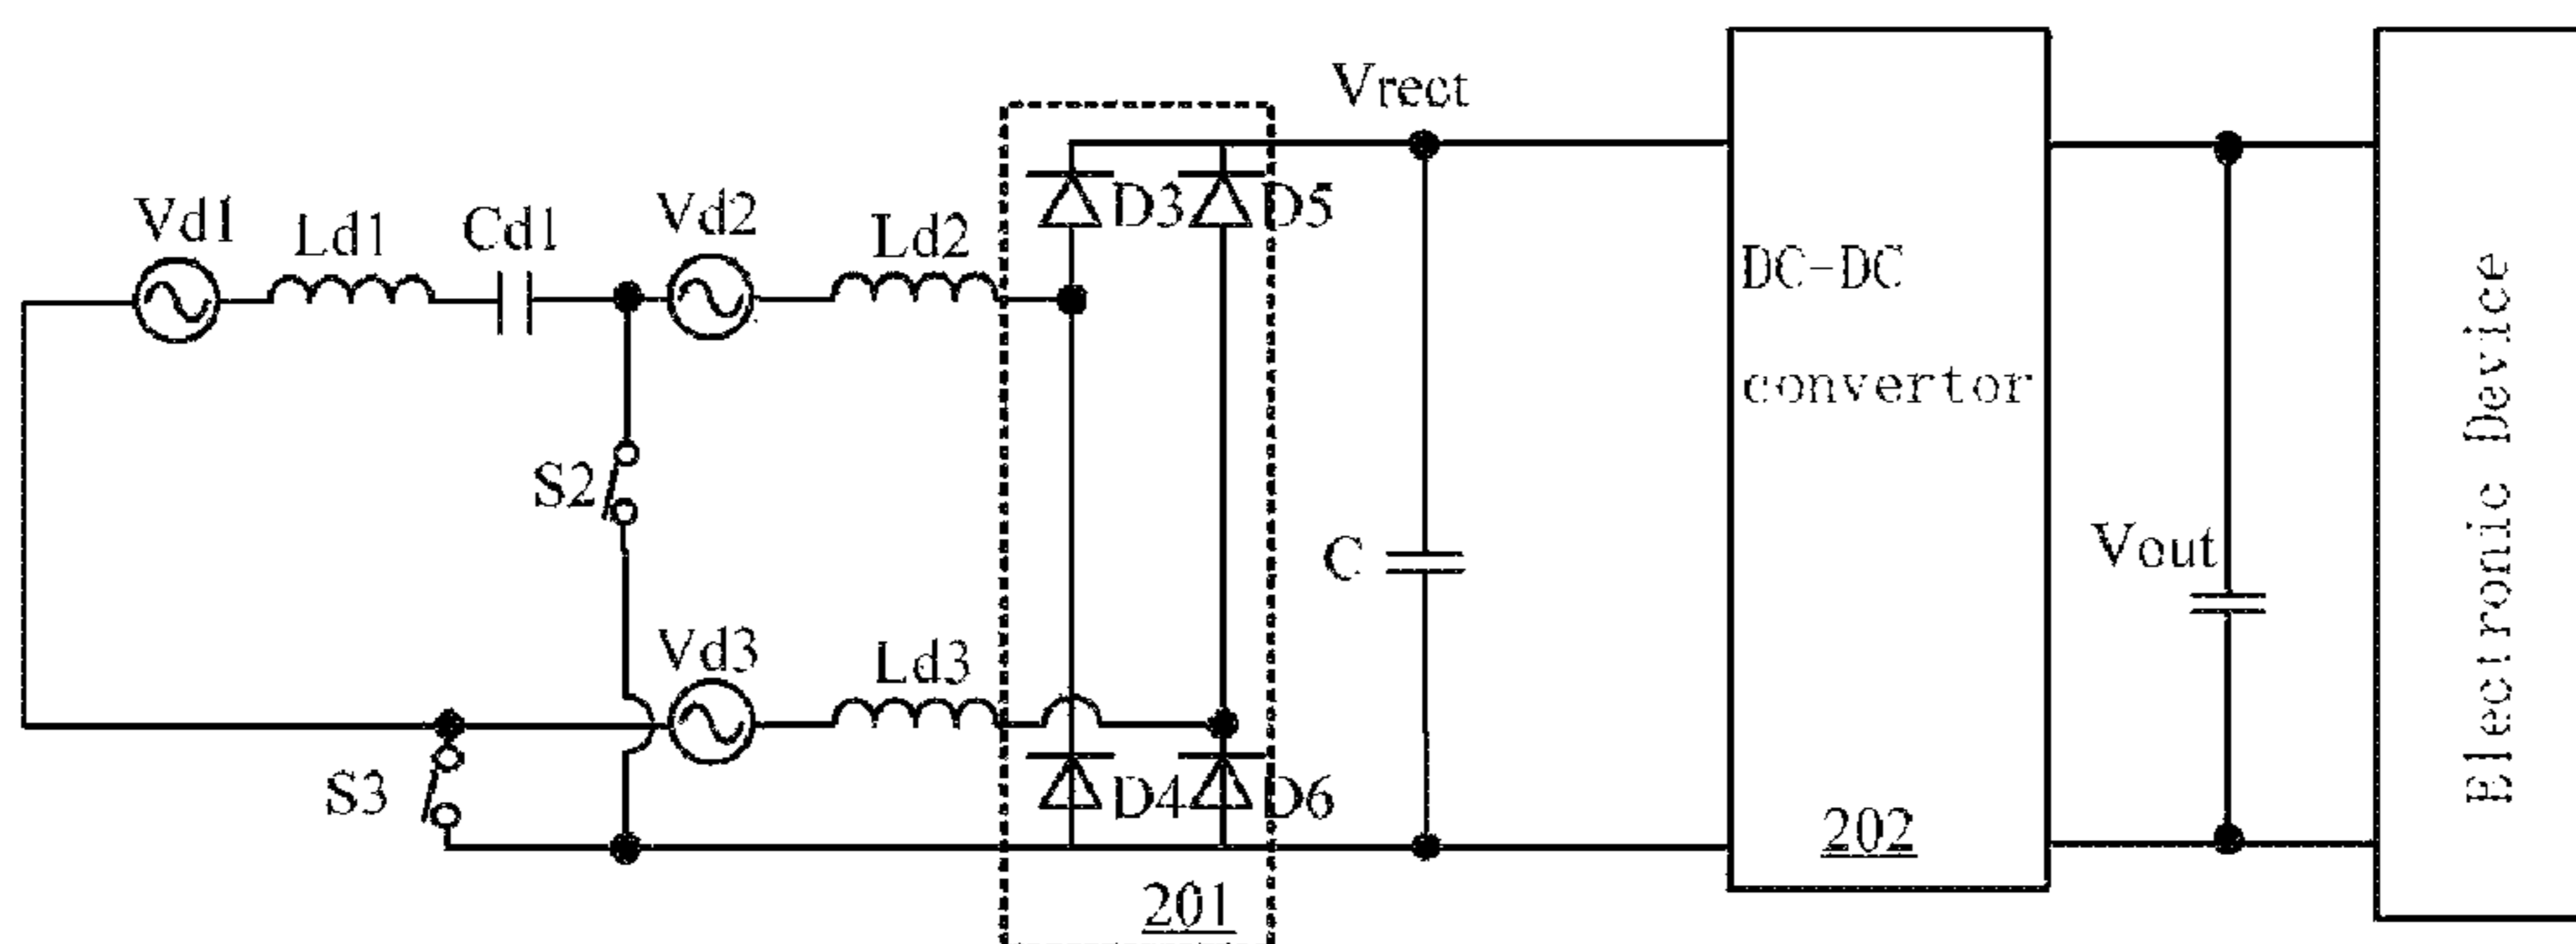 Vrect
Vd1
Ld1
Cd1
Vd2
Ld2
D3
D5
DC-DC
convertor
S2
C
Vout
Electronic Device
Vd3
Ld3
S3
D4
D6
202
201